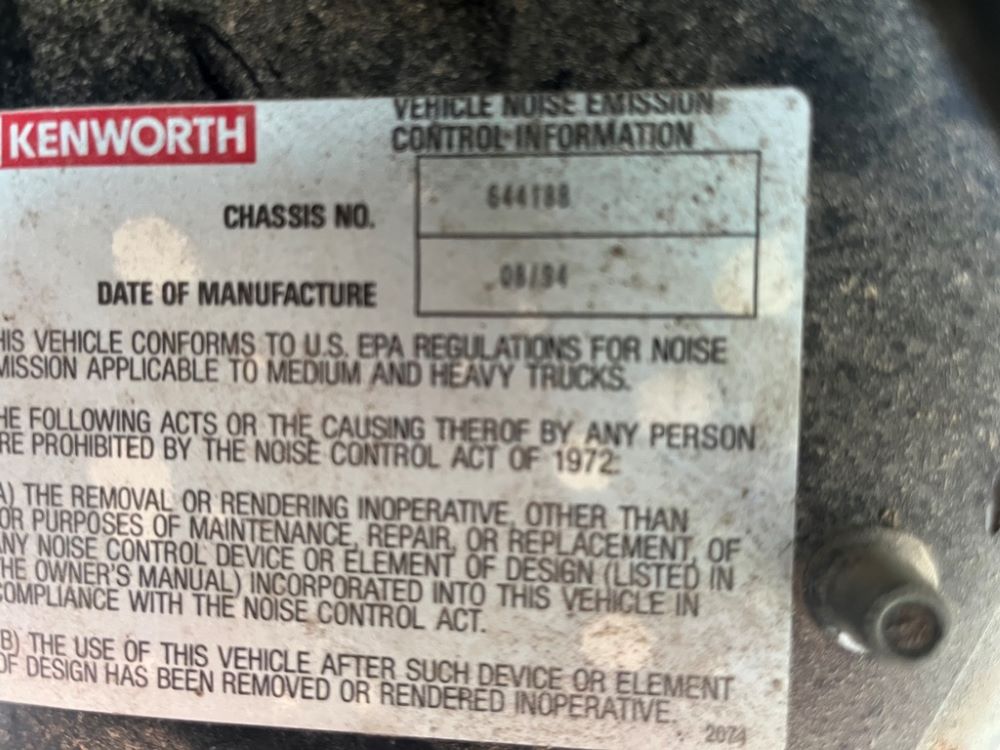 KENWORTH
VEHICLE NOISE EMISSION
CONTROL INFORMATION
CHASSIS NO. 644188
DATE OF MANUFACTURE 08/94
HIS VEHICLE CONFORMS TO U.S. EPA REGULATIONS FOR NOISE
MISSION APPLICABLE TO MEDIUM AND HEAVY TRUCKS.
HE FOLLOWING ACTS OR THE CAUSING THEROF BY ANY PERSON
RE PROHIBITED BY THE NOISE CONTROL ACT OF 1972:
A) THE REMOVAL OR RENDERING INOPERATIVE, OTHER THAN
OR PURPOSES OF MAINTENANCE, REPAIR, OR REPLACEMENT, OF
NY NOISE CONTROL DEVICE OR ELEMENT OF DESIGN (LISTED IN
HE OWNER'S MANUAL) INCORPORATED INTO THIS VEHICLE IN
OMPLIANCE WITH THE NOISE CONTROL ACT.
B) THE USE OF THIS VEHICLE AFTER SUCH DEVICE OR ELEMENT
OF DESIGN HAS BEEN REMOVED OR RENDERED INOPERATIVE.